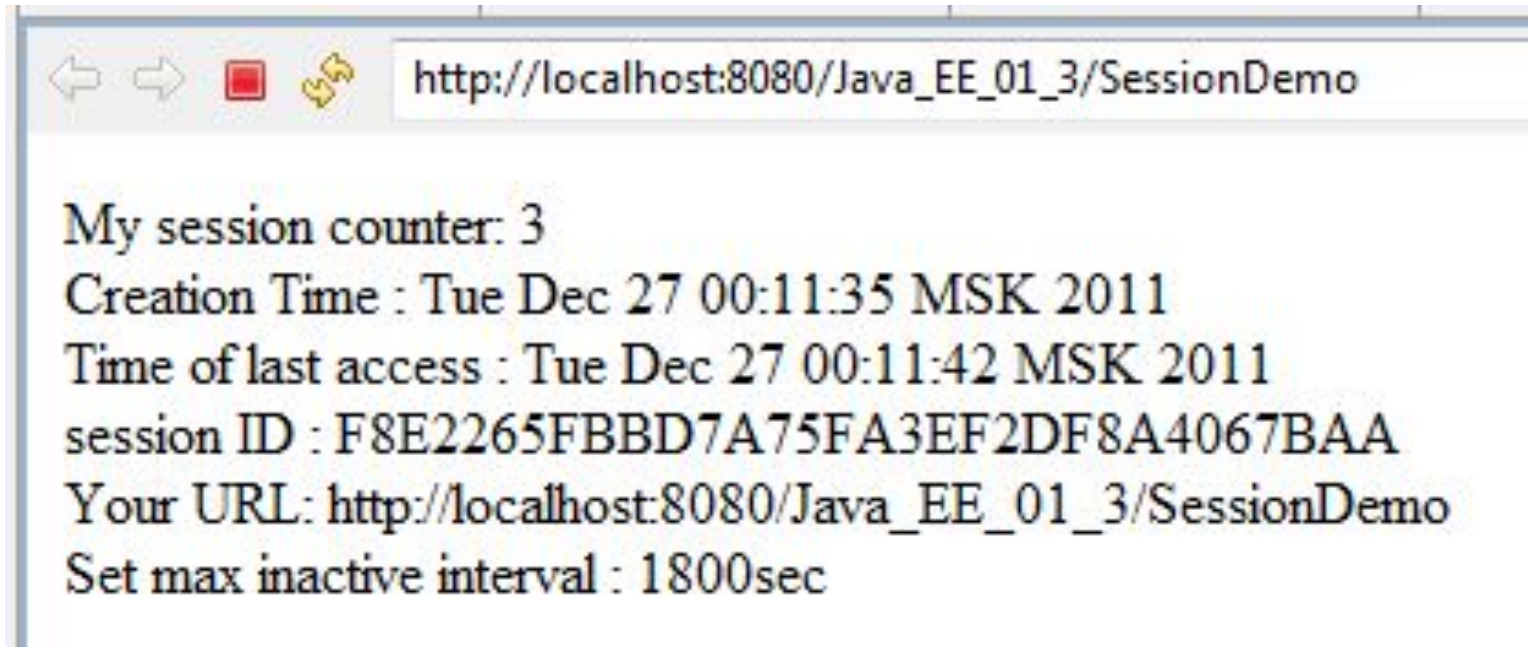 http://localhost:8080/Java_EE_01_3/SessionDemo
My session counter: 3
Creation Time : Tue Dec 27 00:11:35 MSK 2011
Time of last access : Tue Dec 27 00:11:42 MSK 2011
session ID : F8E2265FBBD7A75FA3EF2DF8A4067BAA
Your URL: http://localhost:8080/Java_EE_01_3/SessionDemo
Set max inactive interval : 1800sec